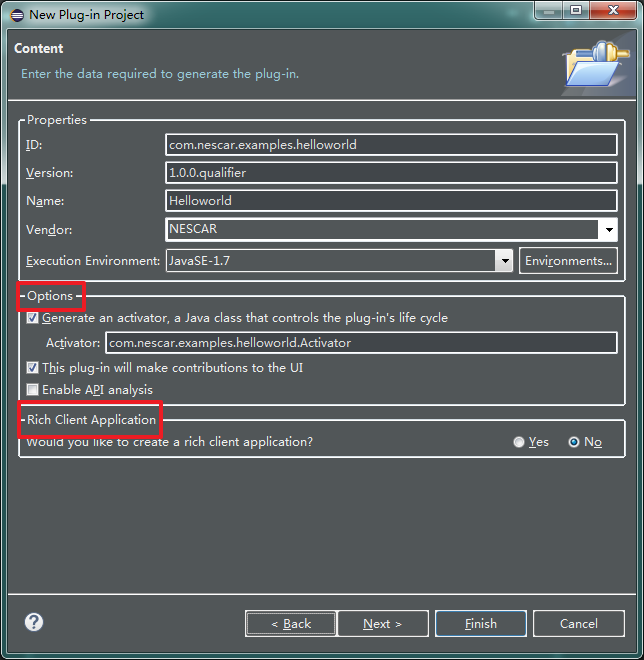 New Plug-in Project
Content
Enter the data required to generate the plug-in.
Properties
ID: com.nescar.examples.helloworld
Version: 1.0.0.qualifier
Name: Helloworld
Vendor: NESCAR
Execution Environment: JavaSE-1.7 Environments...
Options
Generate an activator, a Java class that controls the plug-in's life cycle
Activator: com.nescar.examples.helloworld.Activator
This plug-in will make contributions to the UI
Enable API analysis
Rich Client Application
Would you like to create a rich client application? Yes No
? < Back Next > Finish Cancel